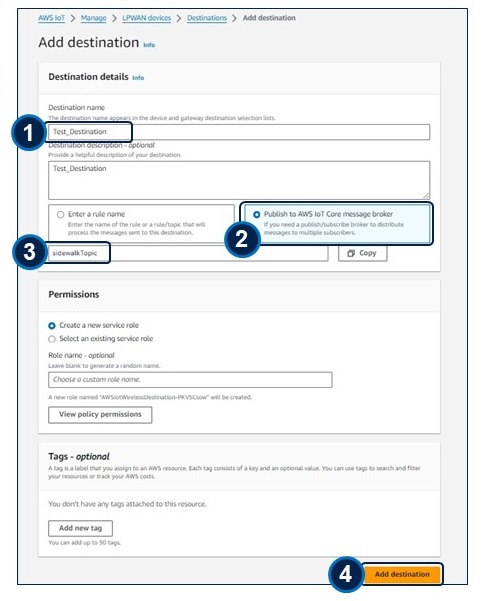 AWS IoT > Manage > LPWAN devices > Destinations > Add destination
Add destination Info
Destination details Info
Destination name
The destination name appears in the device and gateway destination selection lists.
1
Test_Destination
Destination description - optional
Provide a helpful description of your destination.
Test_Destination
Enter a rule name
Enter the name of the rule or a rule/topic that will
process the messages sent to this destination.
Publish to AWS IoT Core message broker
If you need a publish/subscribe broker to distribute
messages to multiple subscribers.
2
3
sidewalkTopic
Copy
Permissions
Create a new service role
Select an existing service role
Role name - optional
Leave blank to generate a random name.
Choose a custom role name.
A new role named "AWSIotWirelessDestination-PKVSCsow" will be created.
View policy permissions
Tags - optional
A tag is a label that you assign to an AWS resource. Each tag consists of a key and an optional value. You can use tags to search and filter
your resources or track your AWS costs.
You don't have any tags attached to this resource.
Add new tag
You can add up to 50 tags.
4
Add destination